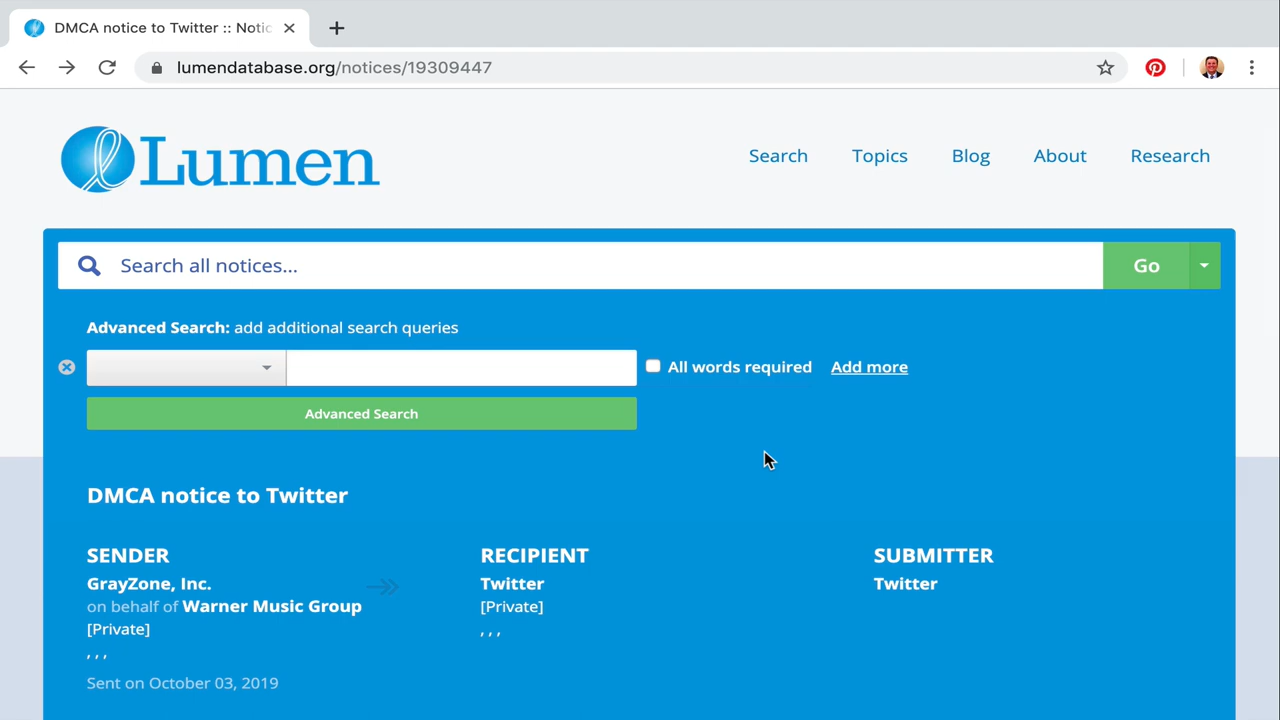 DMCA notice to Twitter :: Notic
lumendatabase.org/notices/19309447
Lumen
Search Topics Blog About Research
Search all notices...
Go
Advanced Search: add additional search queries
All words required Add more
Advanced Search
DMCA notice to Twitter
SENDER
GrayZone, Inc.
on behalf of Warner Music Group
[Private]
, , ,
Sent on October 03, 2019
RECIPIENT
Twitter
[Private]
, , ,
SUBMITTER
Twitter